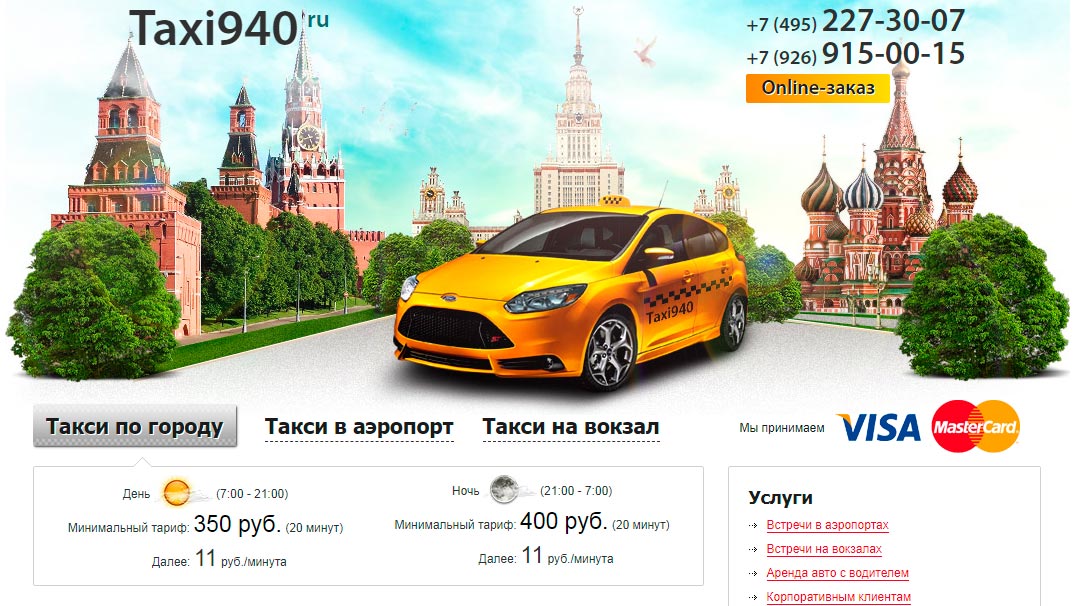 Taxi940.ru
+7 (495) 227-30-07
+7 (926) 915-00-15
Online-заказ
Taxi940
Такси по городу
Такси в аэропорт
Такси на вокзал
Мы принимаем
VISA
MasterCard
День (7:00 - 21:00)
Минимальный тариф: 350 руб. (20 минут)
Далее: 11 руб./минута
Ночь (21:00 - 7:00)
Минимальный тариф: 400 руб. (20 минут)
Далее: 11 руб./минута
Услуги
Встречи в аэропортах
Встречи на вокзалах
Аренда авто с водителем
Корпоративным клиентам